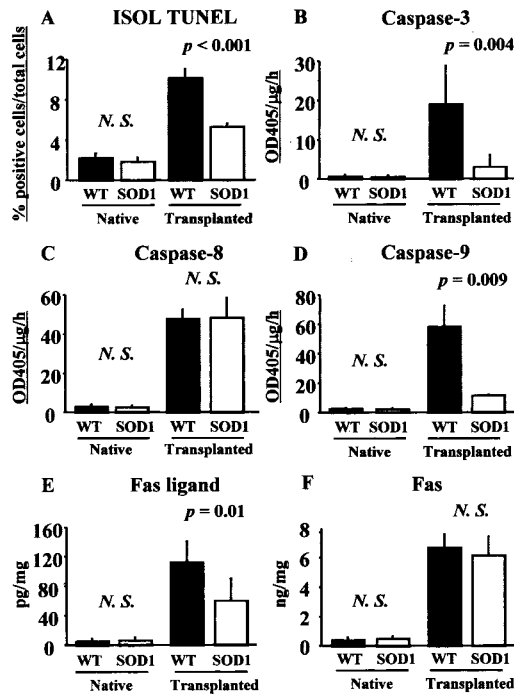 A ISOL TUNEL
p < 0.001
% positive cells/total cells
12
8
4
0
N. S.
WT SOD1 WT SOD1
Native Transplanted
B Caspase-3
p = 0.004
OD405/µg/h
30
20
10
0
N. S.
WT SOD1 WT SOD1
Native Transplanted
C Caspase-8
N. S.
OD405/µg/h
60
40
20
0
N. S.
WT SOD1 WT SOD1
Native Transplanted
D Caspase-9
p = 0.009
OD405/µg/h
80
60
40
20
0
N. S.
WT SOD1 WT SOD1
Native Transplanted
E Fas ligand
p = 0.01
pg/mg
160
120
80
40
0
N. S.
WT SOD1 WT SOD1
Native Transplanted
F Fas
N. S.
ng/mg
8
6
4
2
0
N. S.
WT SOD1 WT SOD1
Native Transplanted